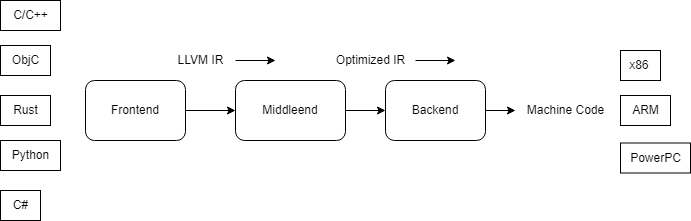 C/C++
ObjC
Rust
Python
C#
LLVM IR
Optimized IR
Frontend
Middleend
Backend
Machine Code
x86
ARM
PowerPC